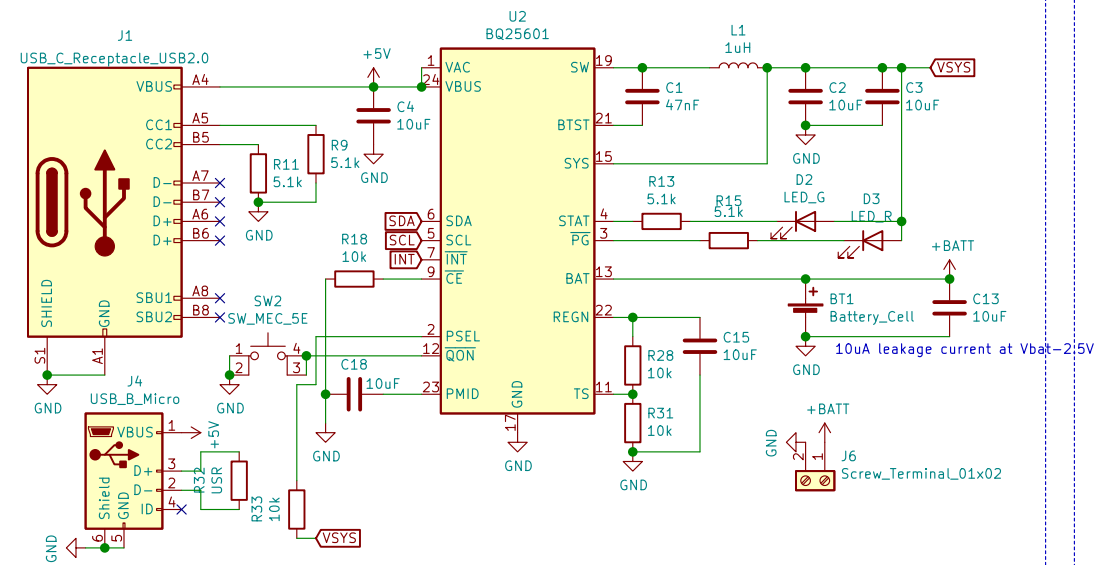 U2
BQ25601
J1
USB_C_Receptacle_USB2.0
VBUS A4
CC1 A5
CC2 B5
D- A7
D- B7
D+ A6
D+ B6
SBU1 A8
SBU2 B8
SHIELD
GND
S1
A1
GND
R11
5.1k
R9
5.1k
GND
+5V
C4
10uF
GND
1 VAC
24 VBUS
6 SDA
5 SCL
7 INT
9 CE
2 PSEL
12 QON
23 PMID
GND
17
GND
SW 19
BTST 21
SYS 15
STAT 4
PG 3
BAT 13
REGN 22
TS 11
SDA
SCL
INT
R18
10k
SW2
SW_MEC_5E
1
2
4
3
GND
C18
10uF
GND
R33
10k
VSYS
L1
1uH
VSYS
C1
47nF
C2
10uF
C3
10uF
GND
R13
5.1k
R15
5.1k
D2
LED_G
D3
LED_R
+BATT
BT1
Battery_Cell
+
C13
10uF
GND
10uA leakage current at Vbat-2.5V
C15
10uF
R28
10k
R31
10k
GND
+BATT
GND
2
1
J6
Screw_Terminal_01x02
J4
USB_B_Micro
VBUS 1
D+ 3
D- 2
ID 4
Shield
GND
6
5
GND
+5V
R32
USR